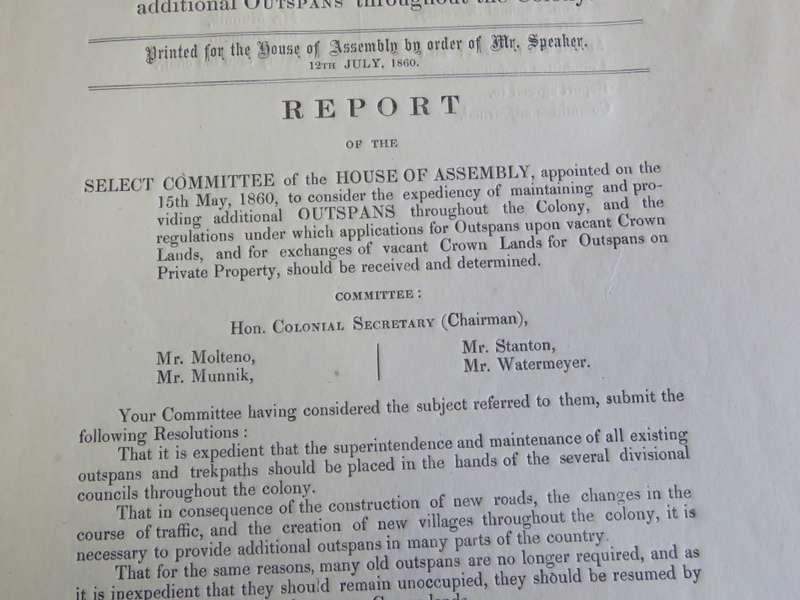 additional OUTSPANS throughout the Colony.
Printed for the House of Assembly by order of Mr. Speaker.
12TH JULY, 1860.
REPORT
OF THE
SELECT COMMITTEE of the HOUSE OF ASSEMBLY, appointed on the
15th May, 1860, to consider the expediency of maintaining and pro-
viding additional OUTSPANS throughout the Colony, and the
regulations under which applications for Outspans upon vacant Crown
Lands, and for exchanges of vacant Crown Lands for Outspans on
Private Property, should be received and determined.
COMMITTEE:
Hon. COLONIAL SECRETARY (Chairman),
Mr. Molteno,
Mr. Munnik,
Mr. Stanton,
Mr. Watermeyer.
Your Committee having considered the subject referred to them, submit the
following Resolutions:
That it is expedient that the superintendence and maintenance of all existing
outspans and trekpaths should be placed in the hands of the several divisional
councils throughout the colony.
That in consequence of the construction of new roads, the changes in the
course of traffic, and the creation of new villages throughout the colony, it is
necessary to provide additional outspans in many parts of the country.
That for the same reasons, many old outspans are no longer required, and as
it is inexpedient that they should remain unoccupied, they should be resumed by
lands